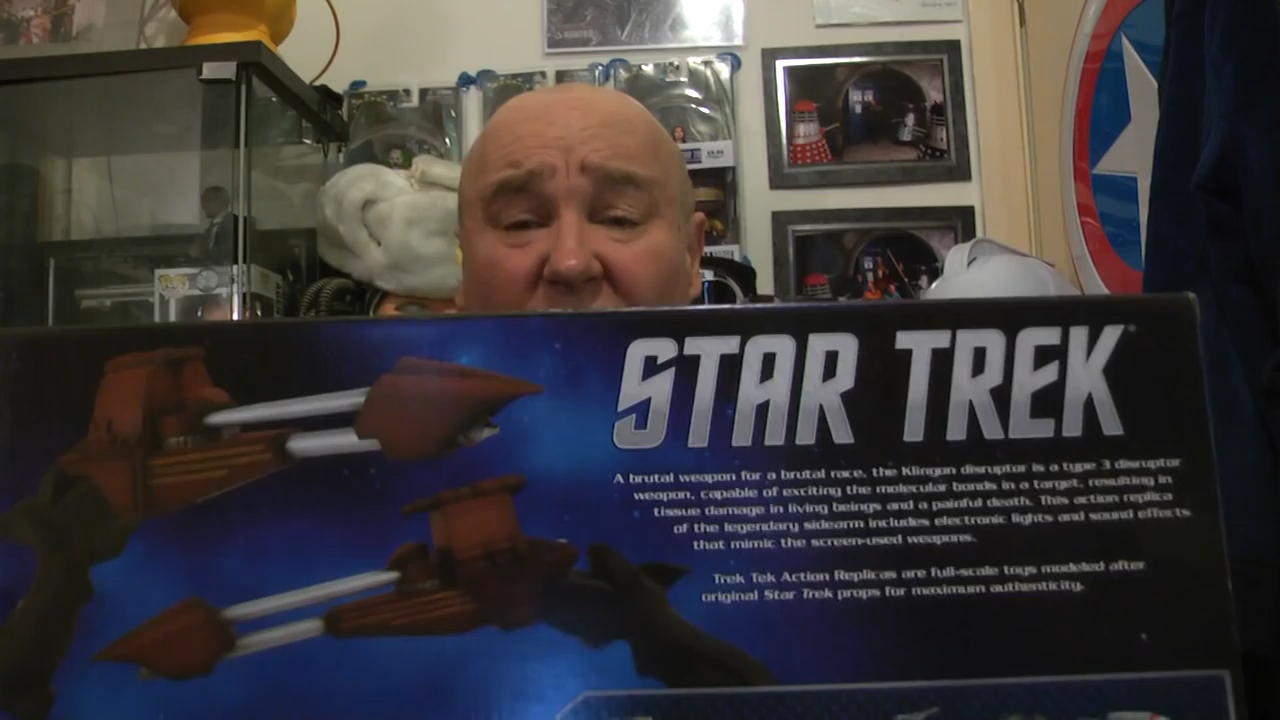 STAR TREK
A brutal weapon for a brutal race, the Klingon disruptor is a type 3 disruptor
weapon, capable of exciting the molecular bonds in a target, resulting in
tissue damage in living beings and a painful death. This action replica
of the legendary sidearm includes electronic lights and sound effects
that mimic the screen-used weapons.
Trek Tek Action Replicas are full-scale toys modeled after
original Star Trek props for maximum authenticity.